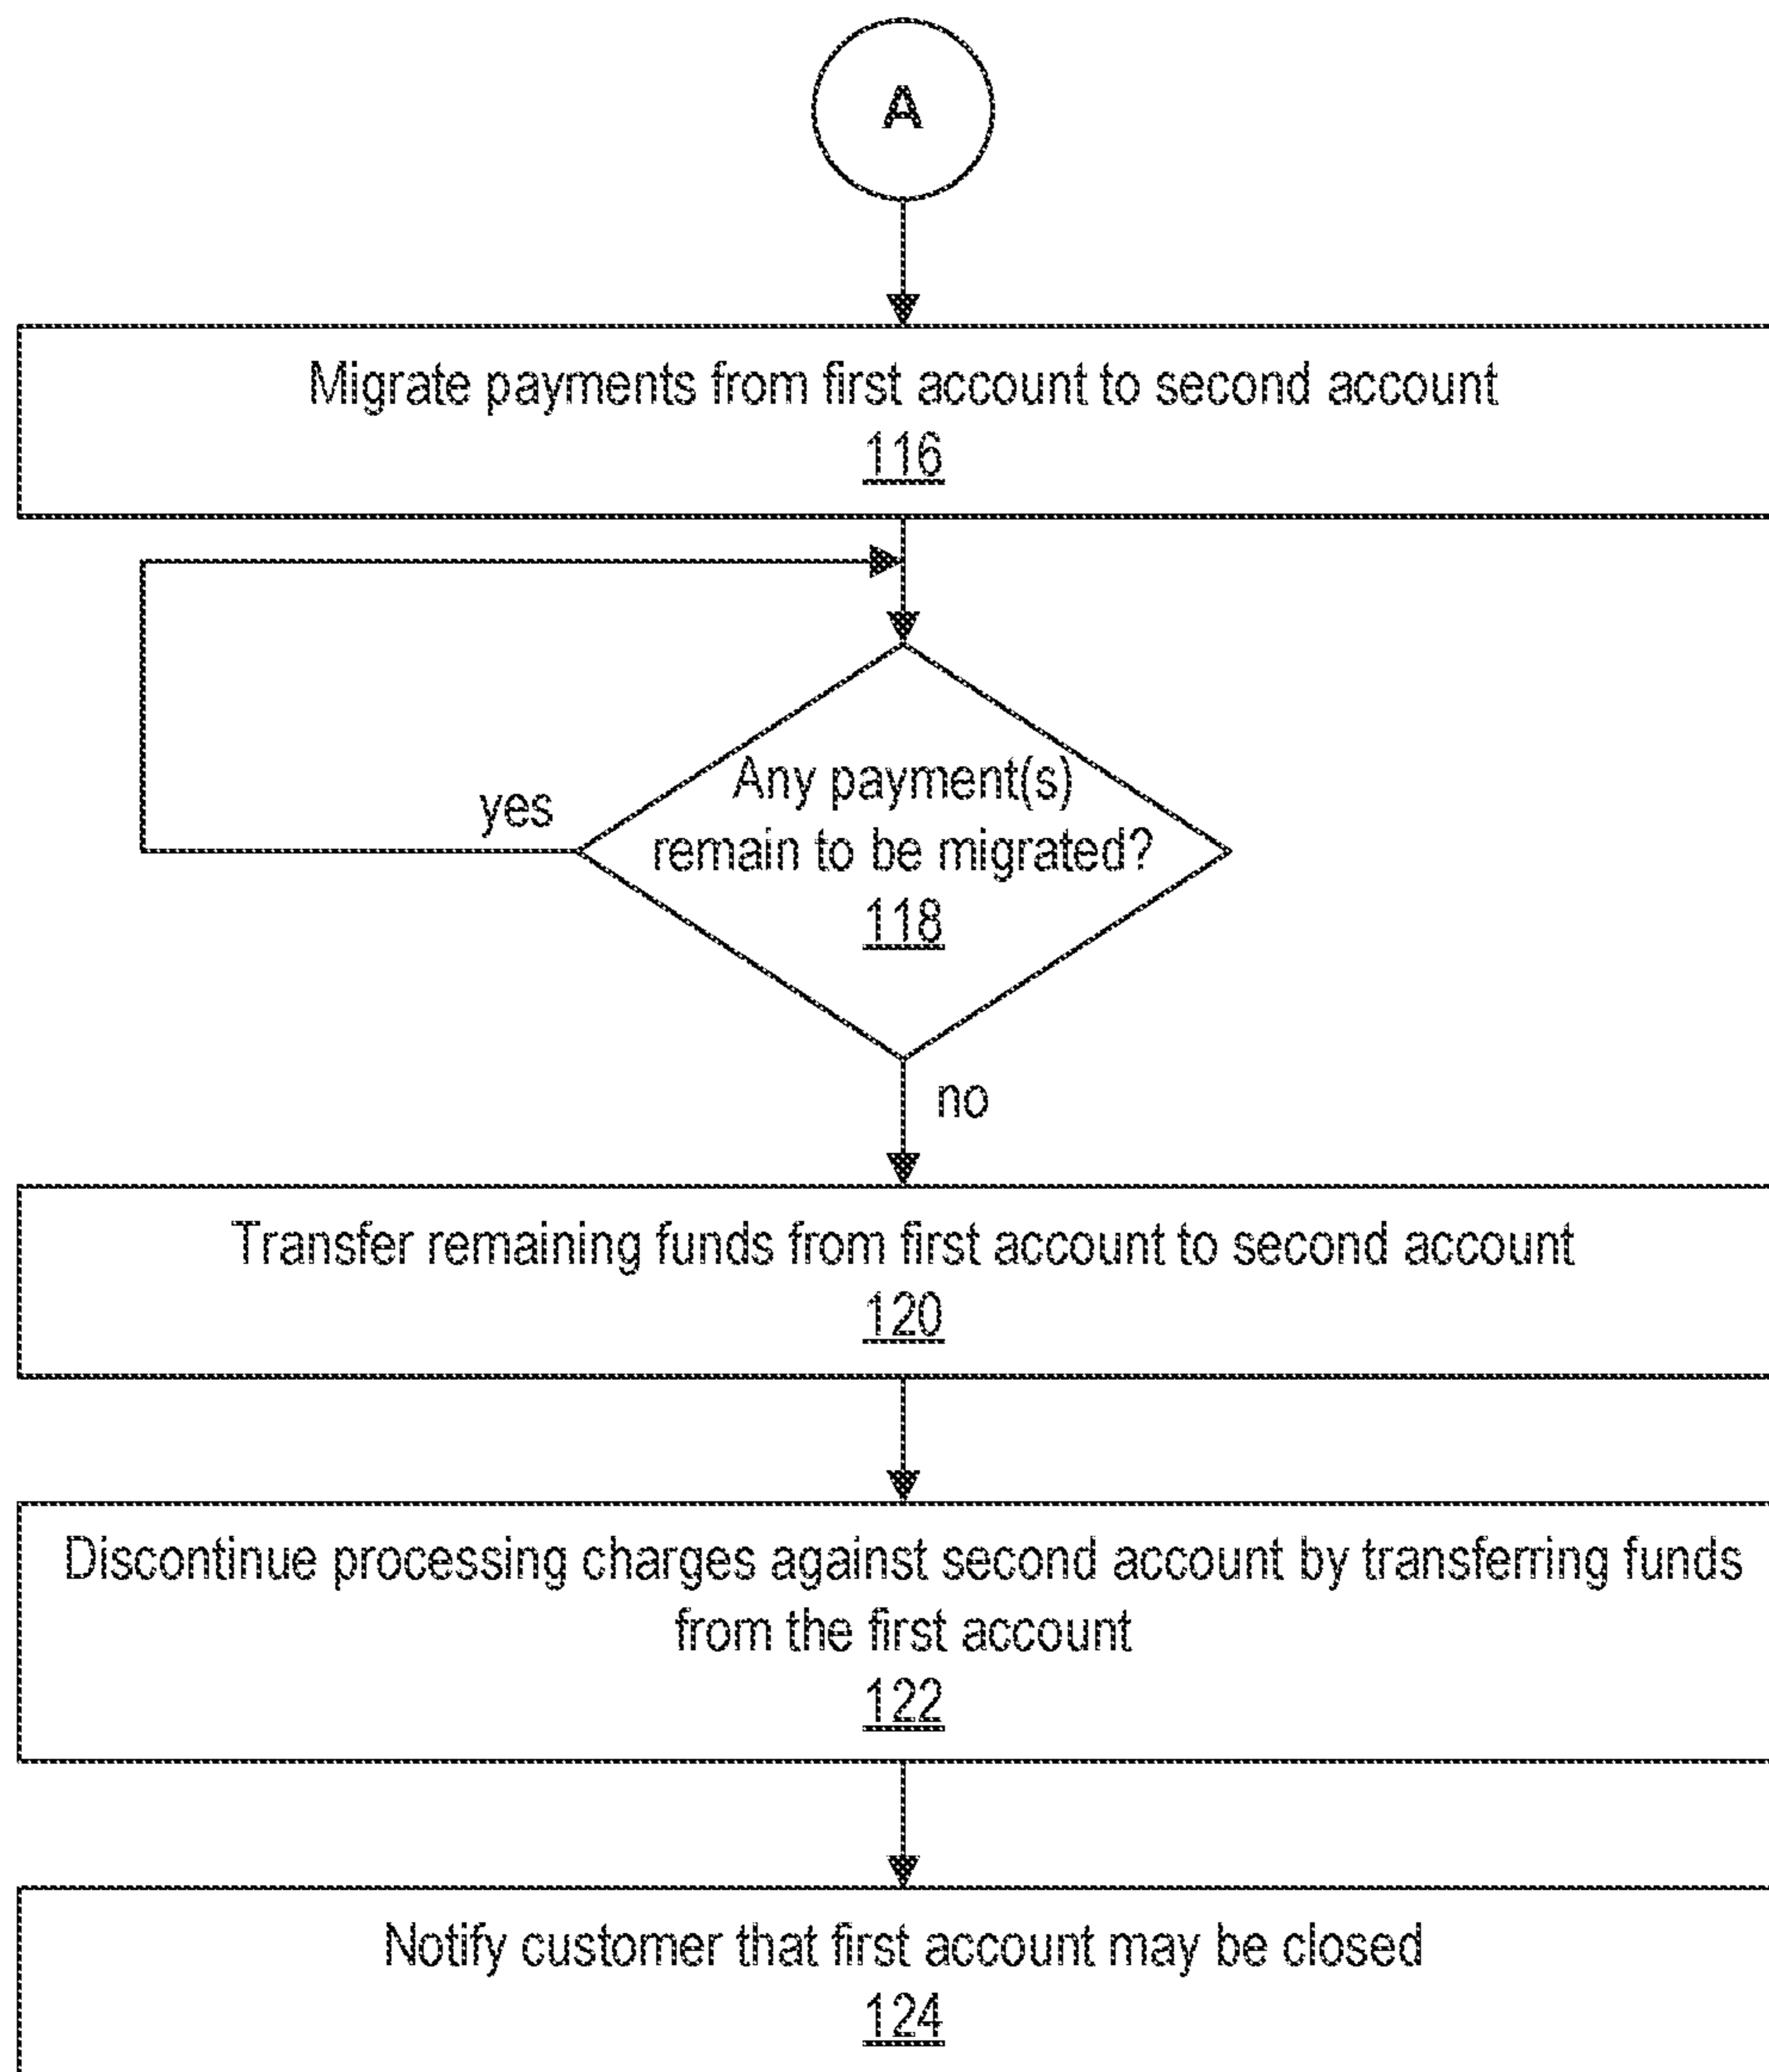 A
Migrate payments from first account to second account
116
yes
Any payment(s)
remain to be migrated?
118
no
Transfer remaining funds from first account to second account
120
Discontinue processing charges against second account by transferring funds
from the first account
122
Notify customer that first account may be closed
124